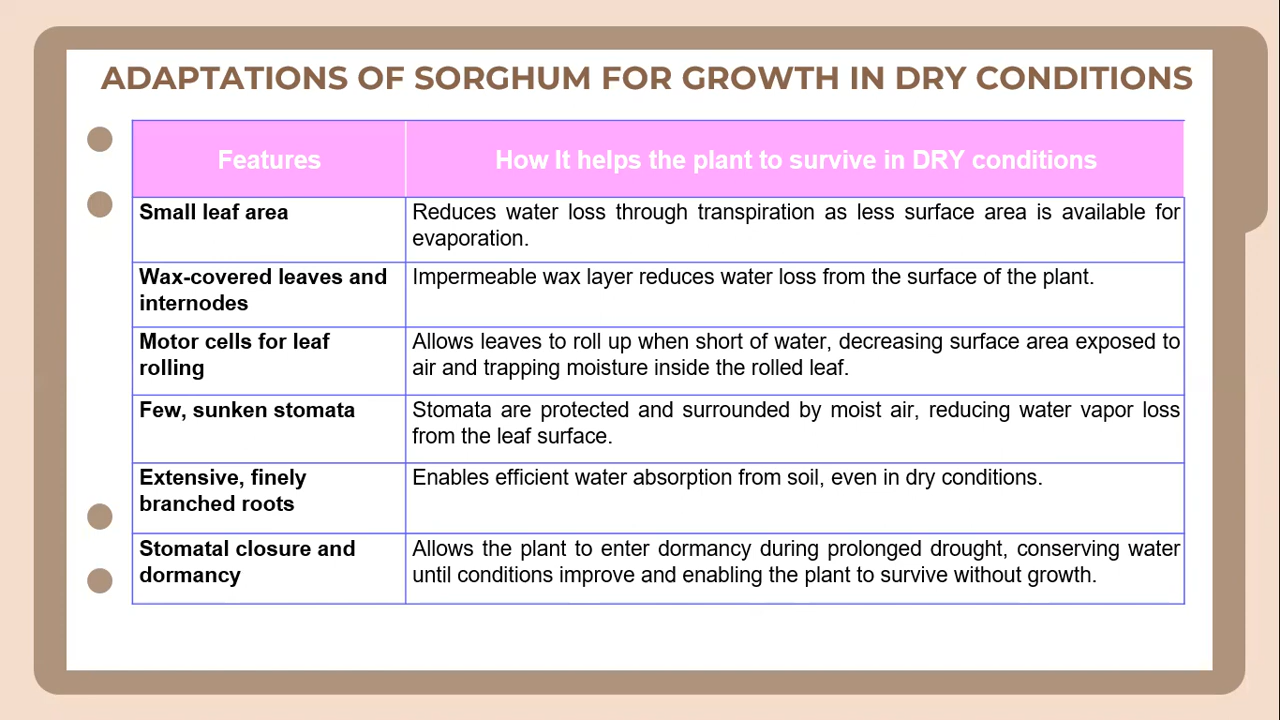 ADAPTATIONS OF SORGHUM FOR GROWTH IN DRY CONDITIONS
Features
How It helps the plant to survive in DRY conditions
Small leaf area
Reduces water loss through transpiration as less surface area is available for
evaporation.
Wax-covered leaves and
internodes
Impermeable wax layer reduces water loss from the surface of the plant.
Motor cells for leaf
rolling
Allows leaves to roll up when short of water, decreasing surface area exposed to
air and trapping moisture inside the rolled leaf.
Few, sunken stomata
Stomata are protected and surrounded by moist air, reducing water vapor loss
from the leaf surface.
Extensive, finely
branched roots
Enables efficient water absorption from soil, even in dry conditions.
Stomatal closure and
dormancy
Allows the plant to enter dormancy during prolonged drought, conserving water
until conditions improve and enabling the plant to survive without growth.